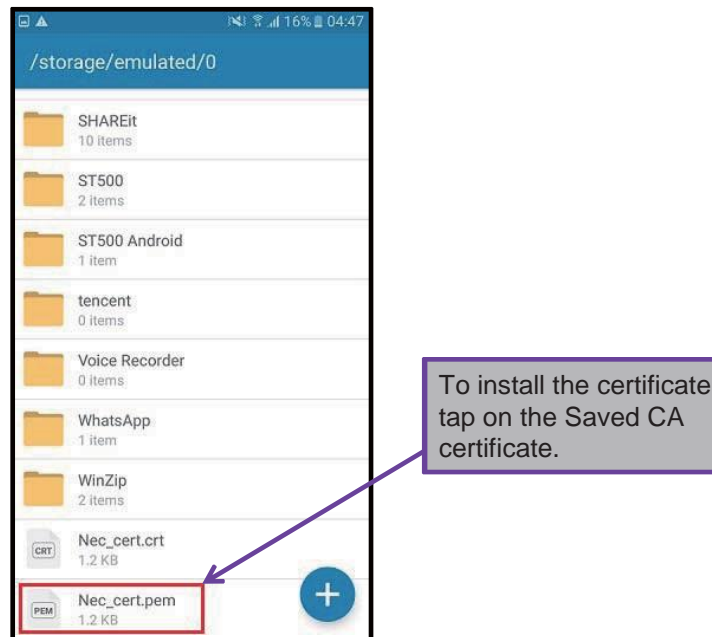 16% 04:47
/storage/emulated/0
SHAREit
10 items
ST500
2 items
ST500 Android
1 item
tencent
0 items
Voice Recorder
0 items
WhatsApp
1 item
WinZip
2 items
CRT
Nec_cert.crt
1.2 KB
PEM
Nec_cert.pem
1.2 KB
+
To install the certificate
tap on the Saved CA
certificate.